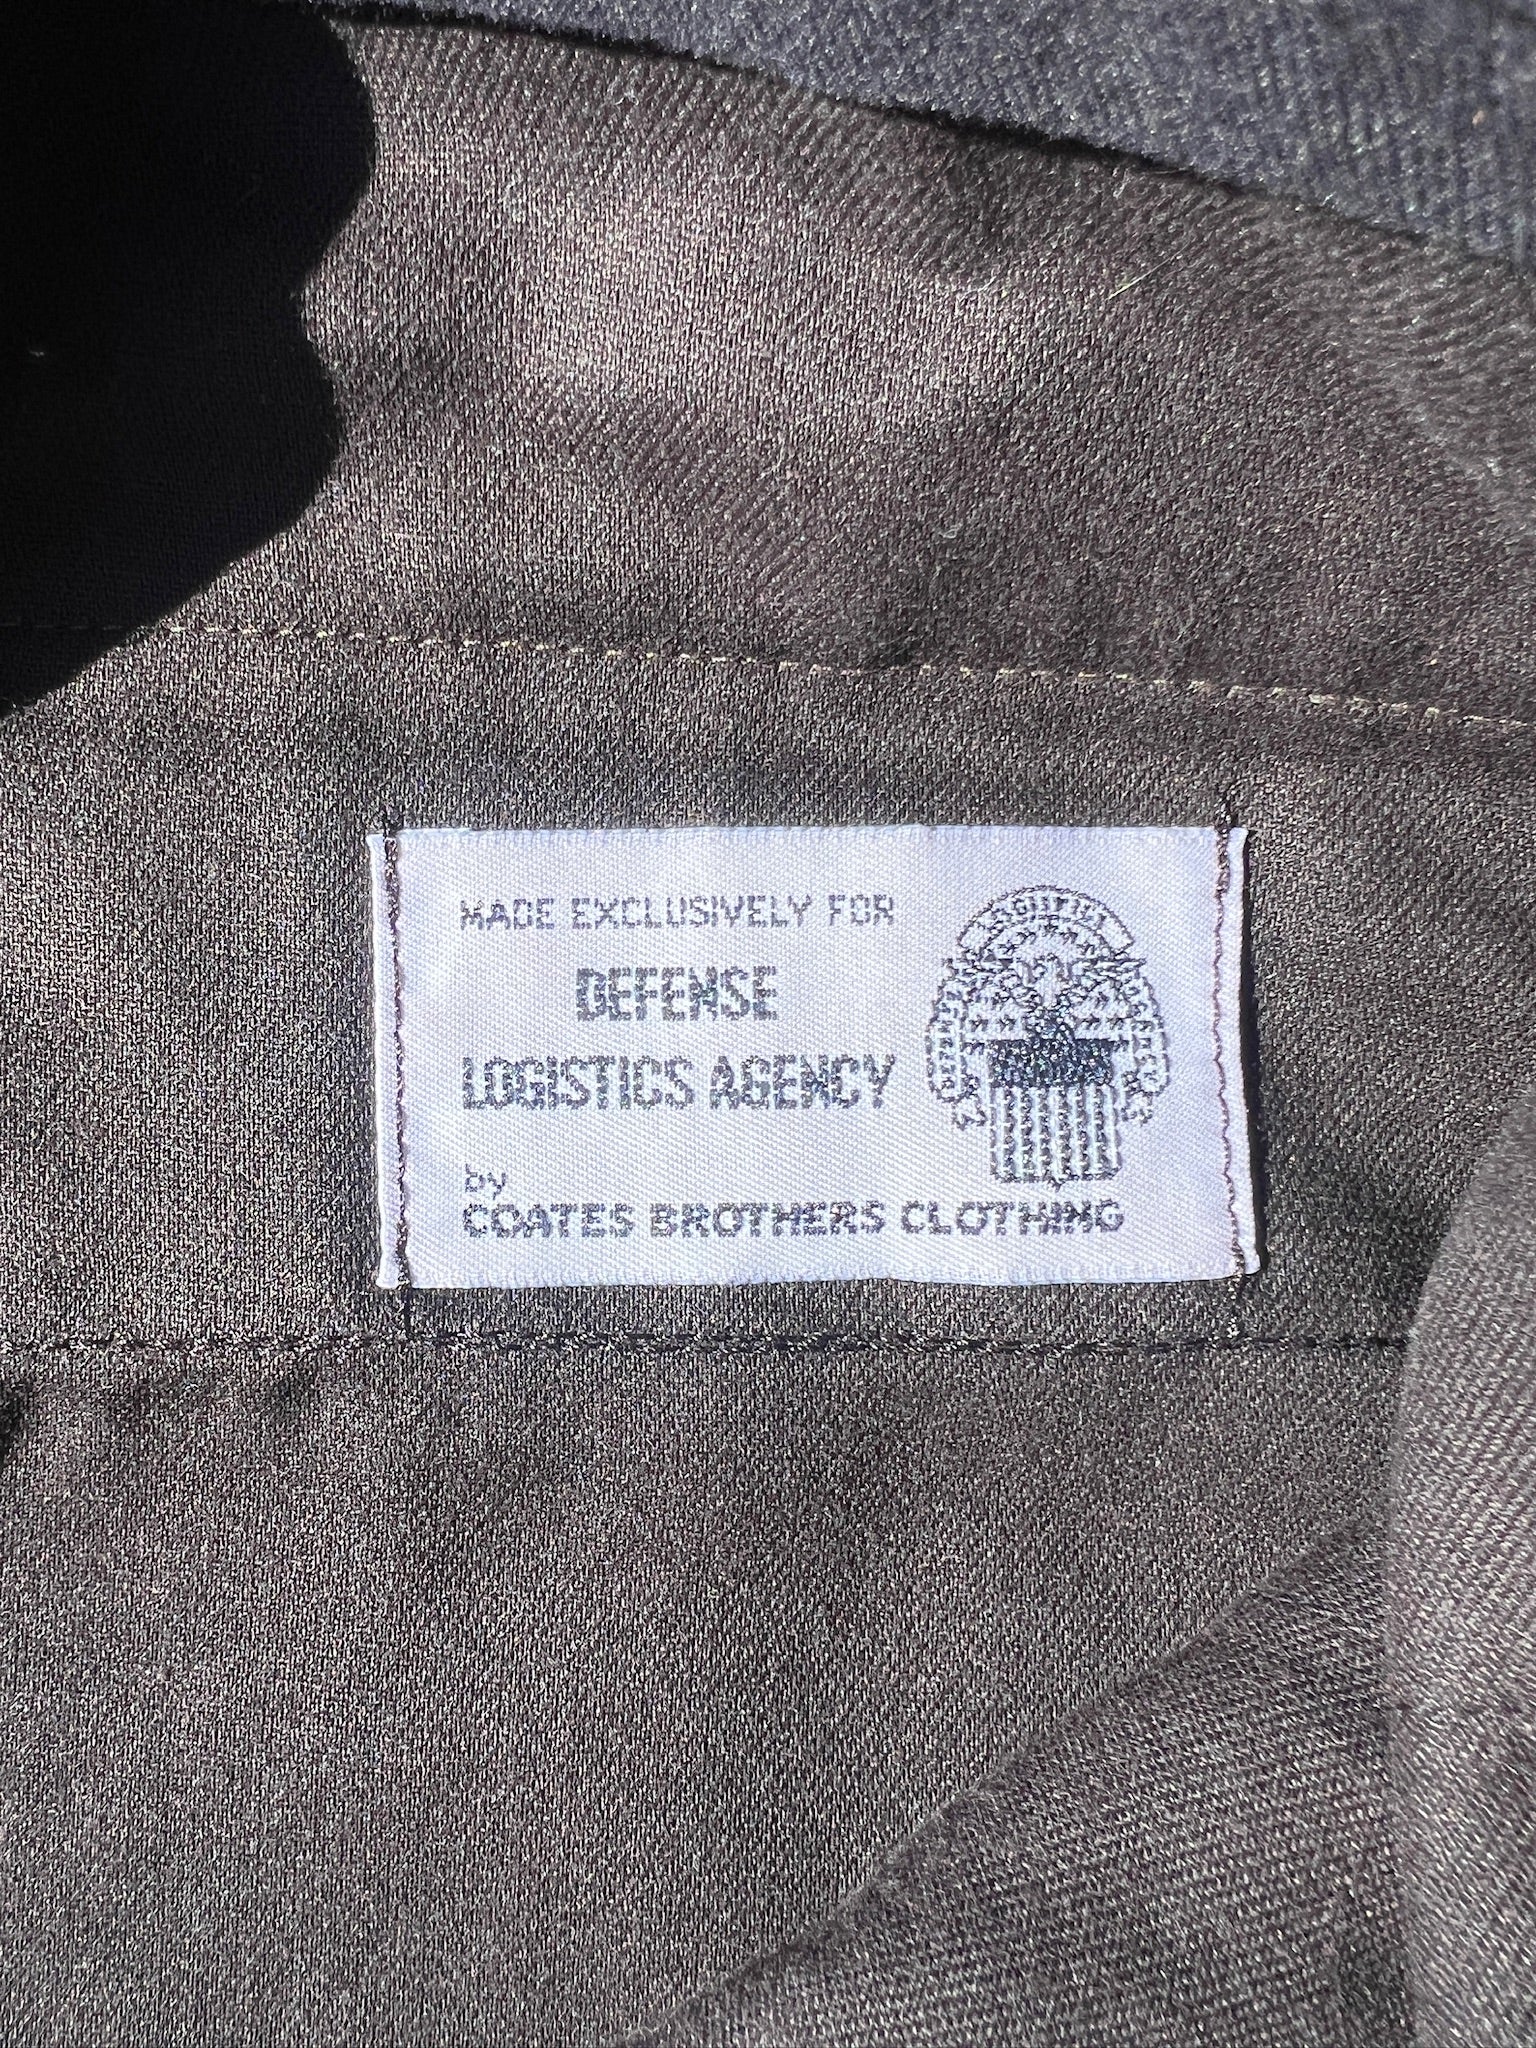 MADE EXCLUSIVELY FOR
DEFENSE
LOGISTICS AGENCY
by
COATES BROTHERS CLOTHING